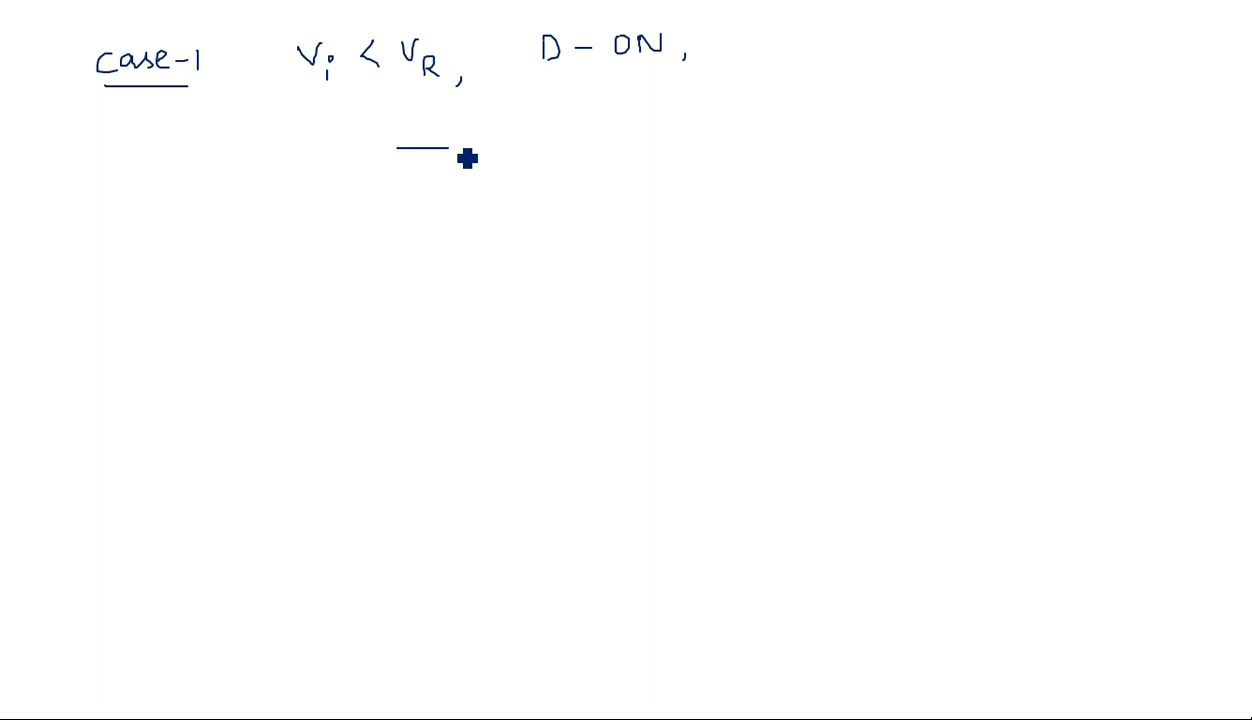 Case-1 Vi < VR, D - ON,